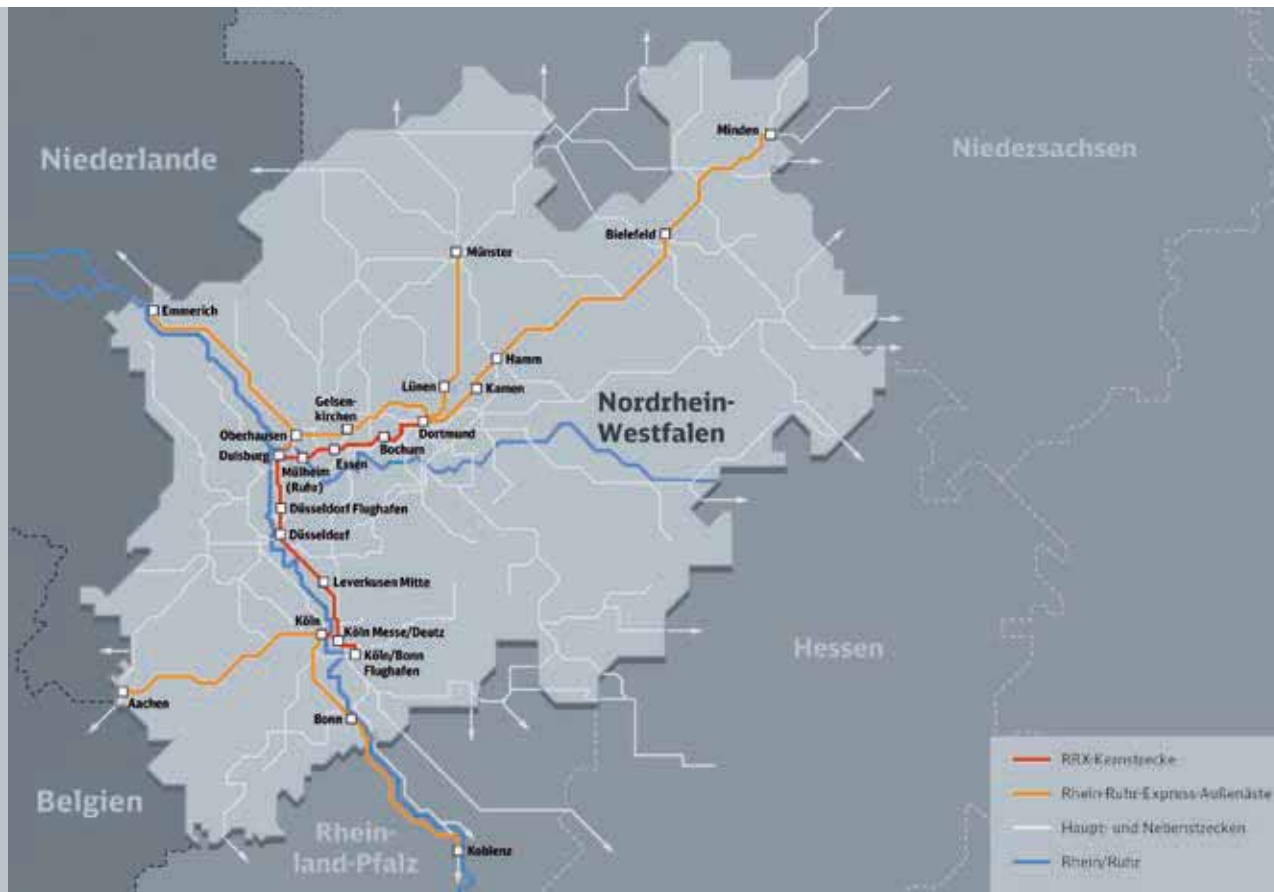 Niederlande
Niedersachsen
Minden
Bielefeld
Münster
Emmerich
Hamm
Lünen
Kamen
Gelsen-
kirchen
Nordrhein-
Westfalen
Oberhausen
Dortmund
Bochum
Duisburg
Essen
Mülheim
(Ruhr)
Düsseldorf Flughafen
Düsseldorf
Leverkusen Mitte
Köln
Köln Messe/Deutz
Köln/Bonn
Flughafen
Hessen
Aachen
Bonn
Belgien
Rhein-
land-Pfalz
Koblenz
RRX-Kernstrecke
Rhein-Ruhr-Express-Außenäste
Haupt- und Nebenstrecken
Rhein/Ruhr